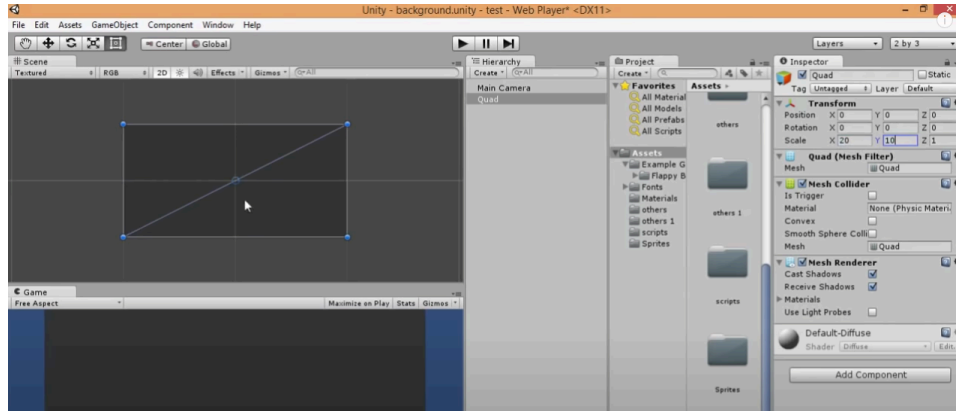 Unity - background.unity - test - Web Player* <DX11>
File Edit Assets GameObject Component Window Help
Center Global
Layers 2 by 3
Scene
Textured RGB 2D Effects Gizmos All
Hierarchy
Create All
Main Camera
Quad
Project
Create
Favorites
All Material
All Models
All Prefabs
All Scripts
Assets
Example G
Flappy B
Fonts
Materials
others
others 1
scripts
Sprites
Assets
others
others 1
scripts
Sprites
Inspector
Quad Static
Tag Untagged Layer Default
Transform
Position X 0 Y 0 Z 0
Rotation X 0 Y 0 Z 0
Scale X 20 Y 10 Z 1
Quad (Mesh Filter)
Mesh Quad
Mesh Collider
Is Trigger
Material None (Physic Materi
Convex
Smooth Sphere Colli
Mesh Quad
Mesh Renderer
Cast Shadows
Receive Shadows
Materials
Use Light Probes
Default-Diffuse
Shader Diffuse Edit.
Add Component
Game
Free Aspect Maximize on Play Stats Gizmos